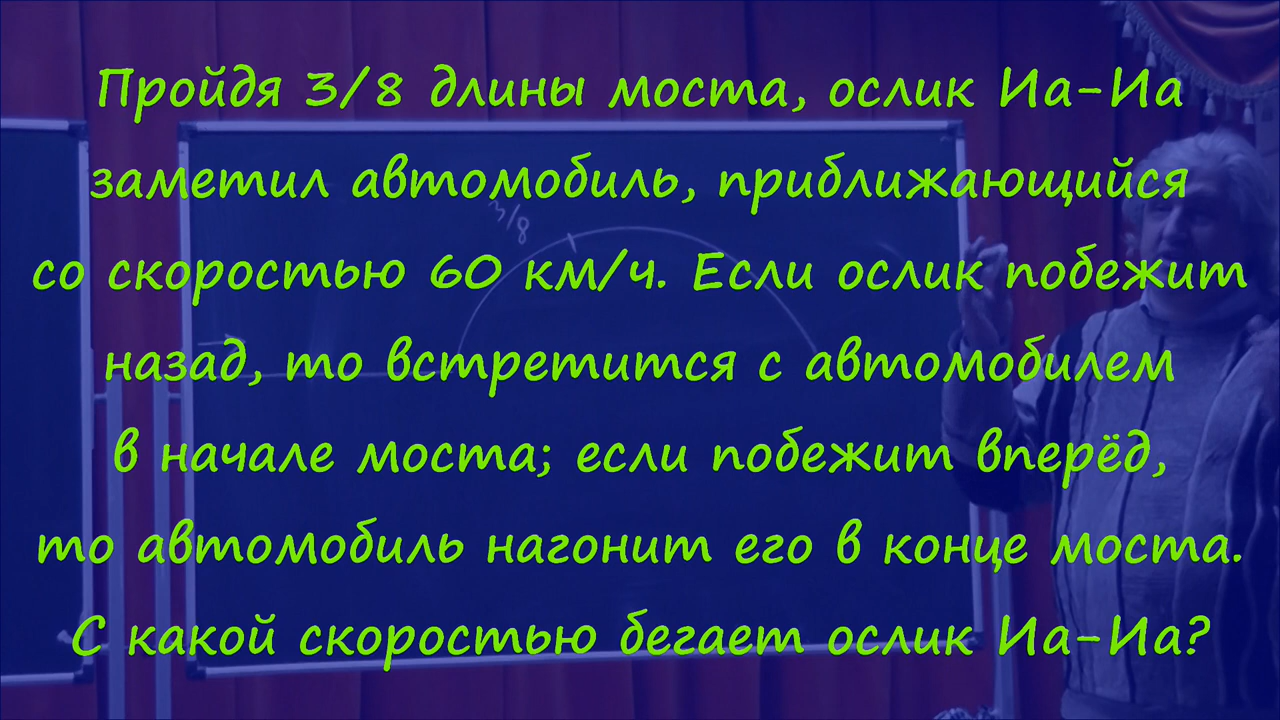 Пройдя 3/8 длины моста, ослик Иа-Иа
заметил автомобиль, приближающийся
со скоростью 60 км/ч. Если ослик побежит
назад, то встретится с автомобилем
в начале моста; если побежит вперёд,
то автомобиль нагонит его в конце моста.
С какой скоростью бегает ослик Иа-Иа?
3/8